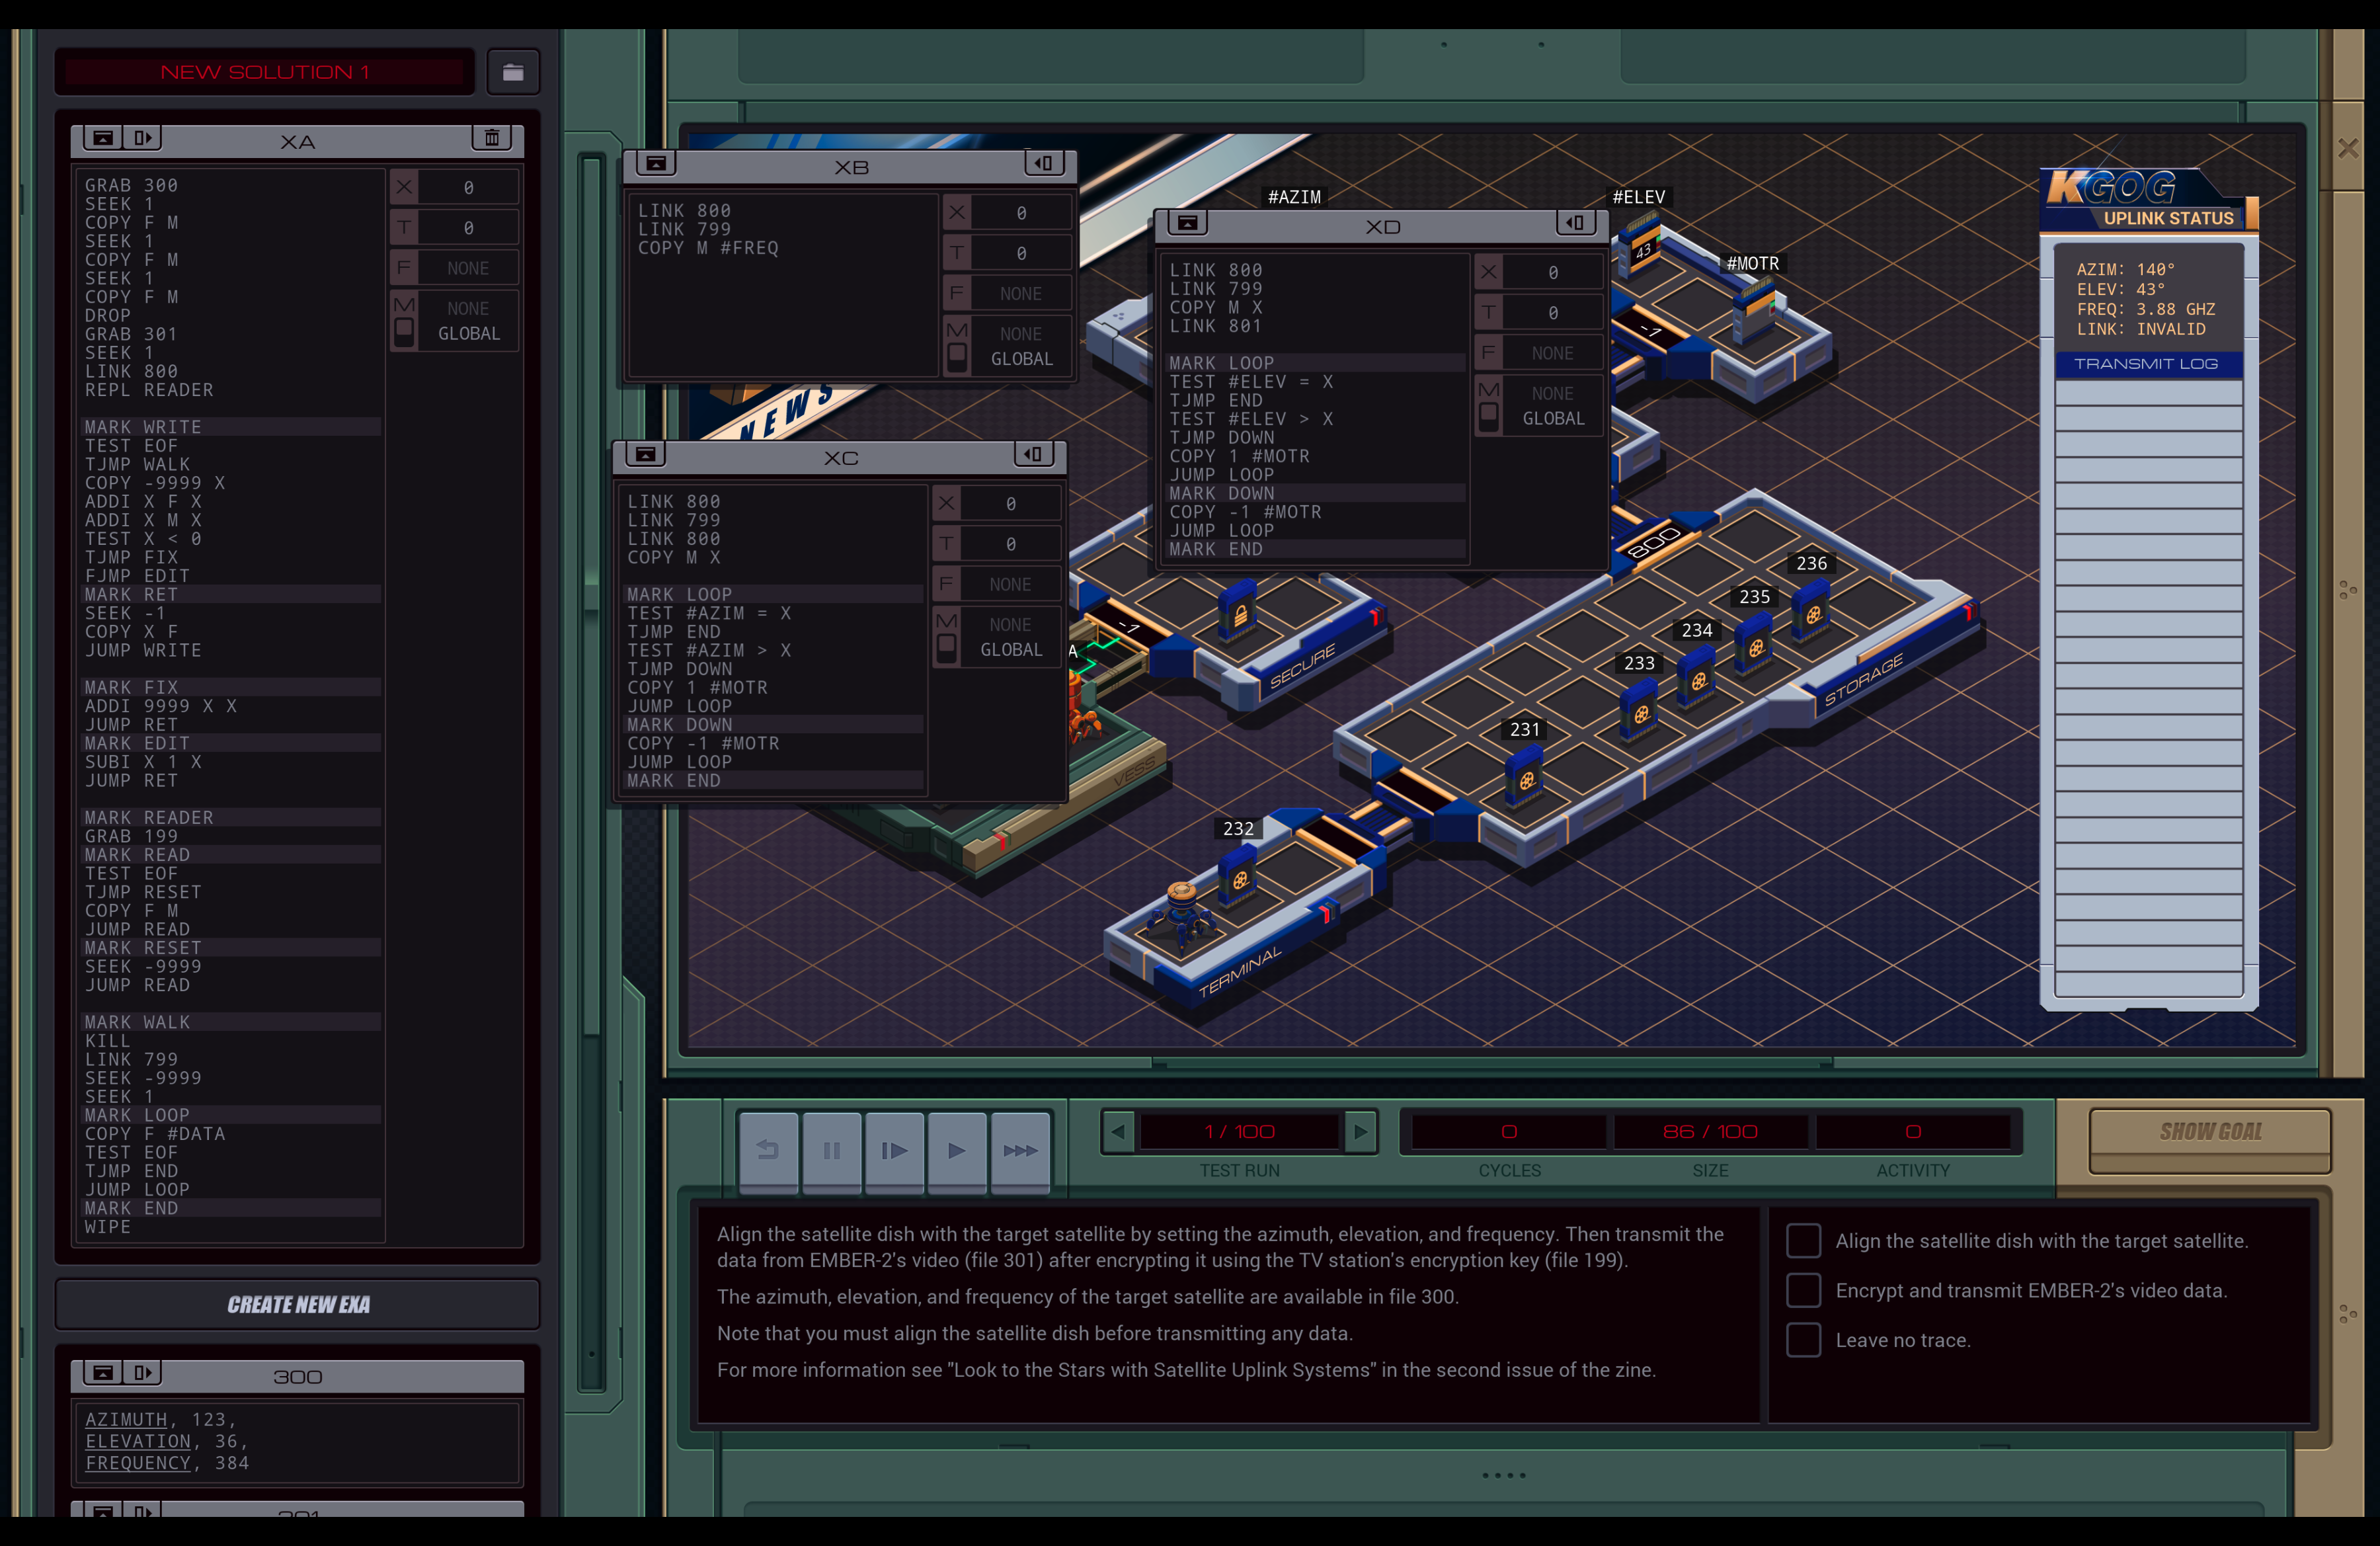 NEW SOLUTION 1
XA
GRAB 300
SEEK 1
COPY F M
SEEK 1
COPY F M
SEEK 1
COPY F M
DROP
GRAB 301
SEEK 1
LINK 800
REPL READER
MARK WRITE
TEST EOF
TJMP WALK
COPY -9999 X
ADDI X F X
ADDI X M X
TEST X < 0
TJMP FIX
FJMP EDIT
MARK RET
SEEK -1
COPY X F
JUMP WRITE
MARK FIX
ADDI 9999 X X
JUMP RET
MARK EDIT
SUBI X 1 X
JUMP RET
MARK READER
GRAB 199
MARK READ
TEST EOF
TJMP RESET
COPY F M
JUMP READ
MARK RESET
SEEK -9999
JUMP READ
MARK WALK
KILL
LINK 799
SEEK -9999
SEEK 1
MARK LOOP
COPY F #DATA
TEST EOF
TJMP END
JUMP LOOP
MARK END
WIPE
X 0
T 0
F NONE
M NONE
GLOBAL
CREATE NEW EXA
300
AZIMUTH, 123,
ELEVATION, 36,
FREQUENCY, 384
XB
LINK 800
LINK 799
COPY M #FREQ
X 0
T 0
F NONE
M NONE
GLOBAL
XC
LINK 800
LINK 799
LINK 800
COPY M X
MARK LOOP
TEST #AZIM = X
TJMP END
TEST #AZIM > X
TJMP DOWN
COPY 1 #MOTR
JUMP LOOP
MARK DOWN
COPY -1 #MOTR
JUMP LOOP
MARK END
X 0
T 0
F NONE
M NONE
GLOBAL
XD
LINK 800
LINK 799
COPY M X
LINK 801
MARK LOOP
TEST #ELEV = X
TJMP END
TEST #ELEV > X
TJMP DOWN
COPY 1 #MOTR
JUMP LOOP
MARK DOWN
COPY -1 #MOTR
JUMP LOOP
MARK END
X 0
T 0
F NONE
M NONE
GLOBAL
#AZIM
#ELEV
43
#MOTR
-1
NEWS
800
236
235
234
233
231
232
-1
A
SECURE
STORAGE
VESS
TERMINAL
KGOG
UPLINK STATUS
AZIM: 140°
ELEV: 43°
FREQ: 3.88 GHZ
LINK: INVALID
TRANSMIT LOG
1 / 100
TEST RUN
0
CYCLES
86 / 100
SIZE
0
ACTIVITY
SHOW GOAL
Align the satellite dish with the target satellite by setting the azimuth, elevation, and frequency. Then transmit the
data from EMBER-2's video (file 301) after encrypting it using the TV station's encryption key (file 199).
The azimuth, elevation, and frequency of the target satellite are available in file 300.
Note that you must align the satellite dish before transmitting any data.
For more information see "Look to the Stars with Satellite Uplink Systems" in the second issue of the zine.
Align the satellite dish with the target satellite.
Encrypt and transmit EMBER-2's video data.
Leave no trace.